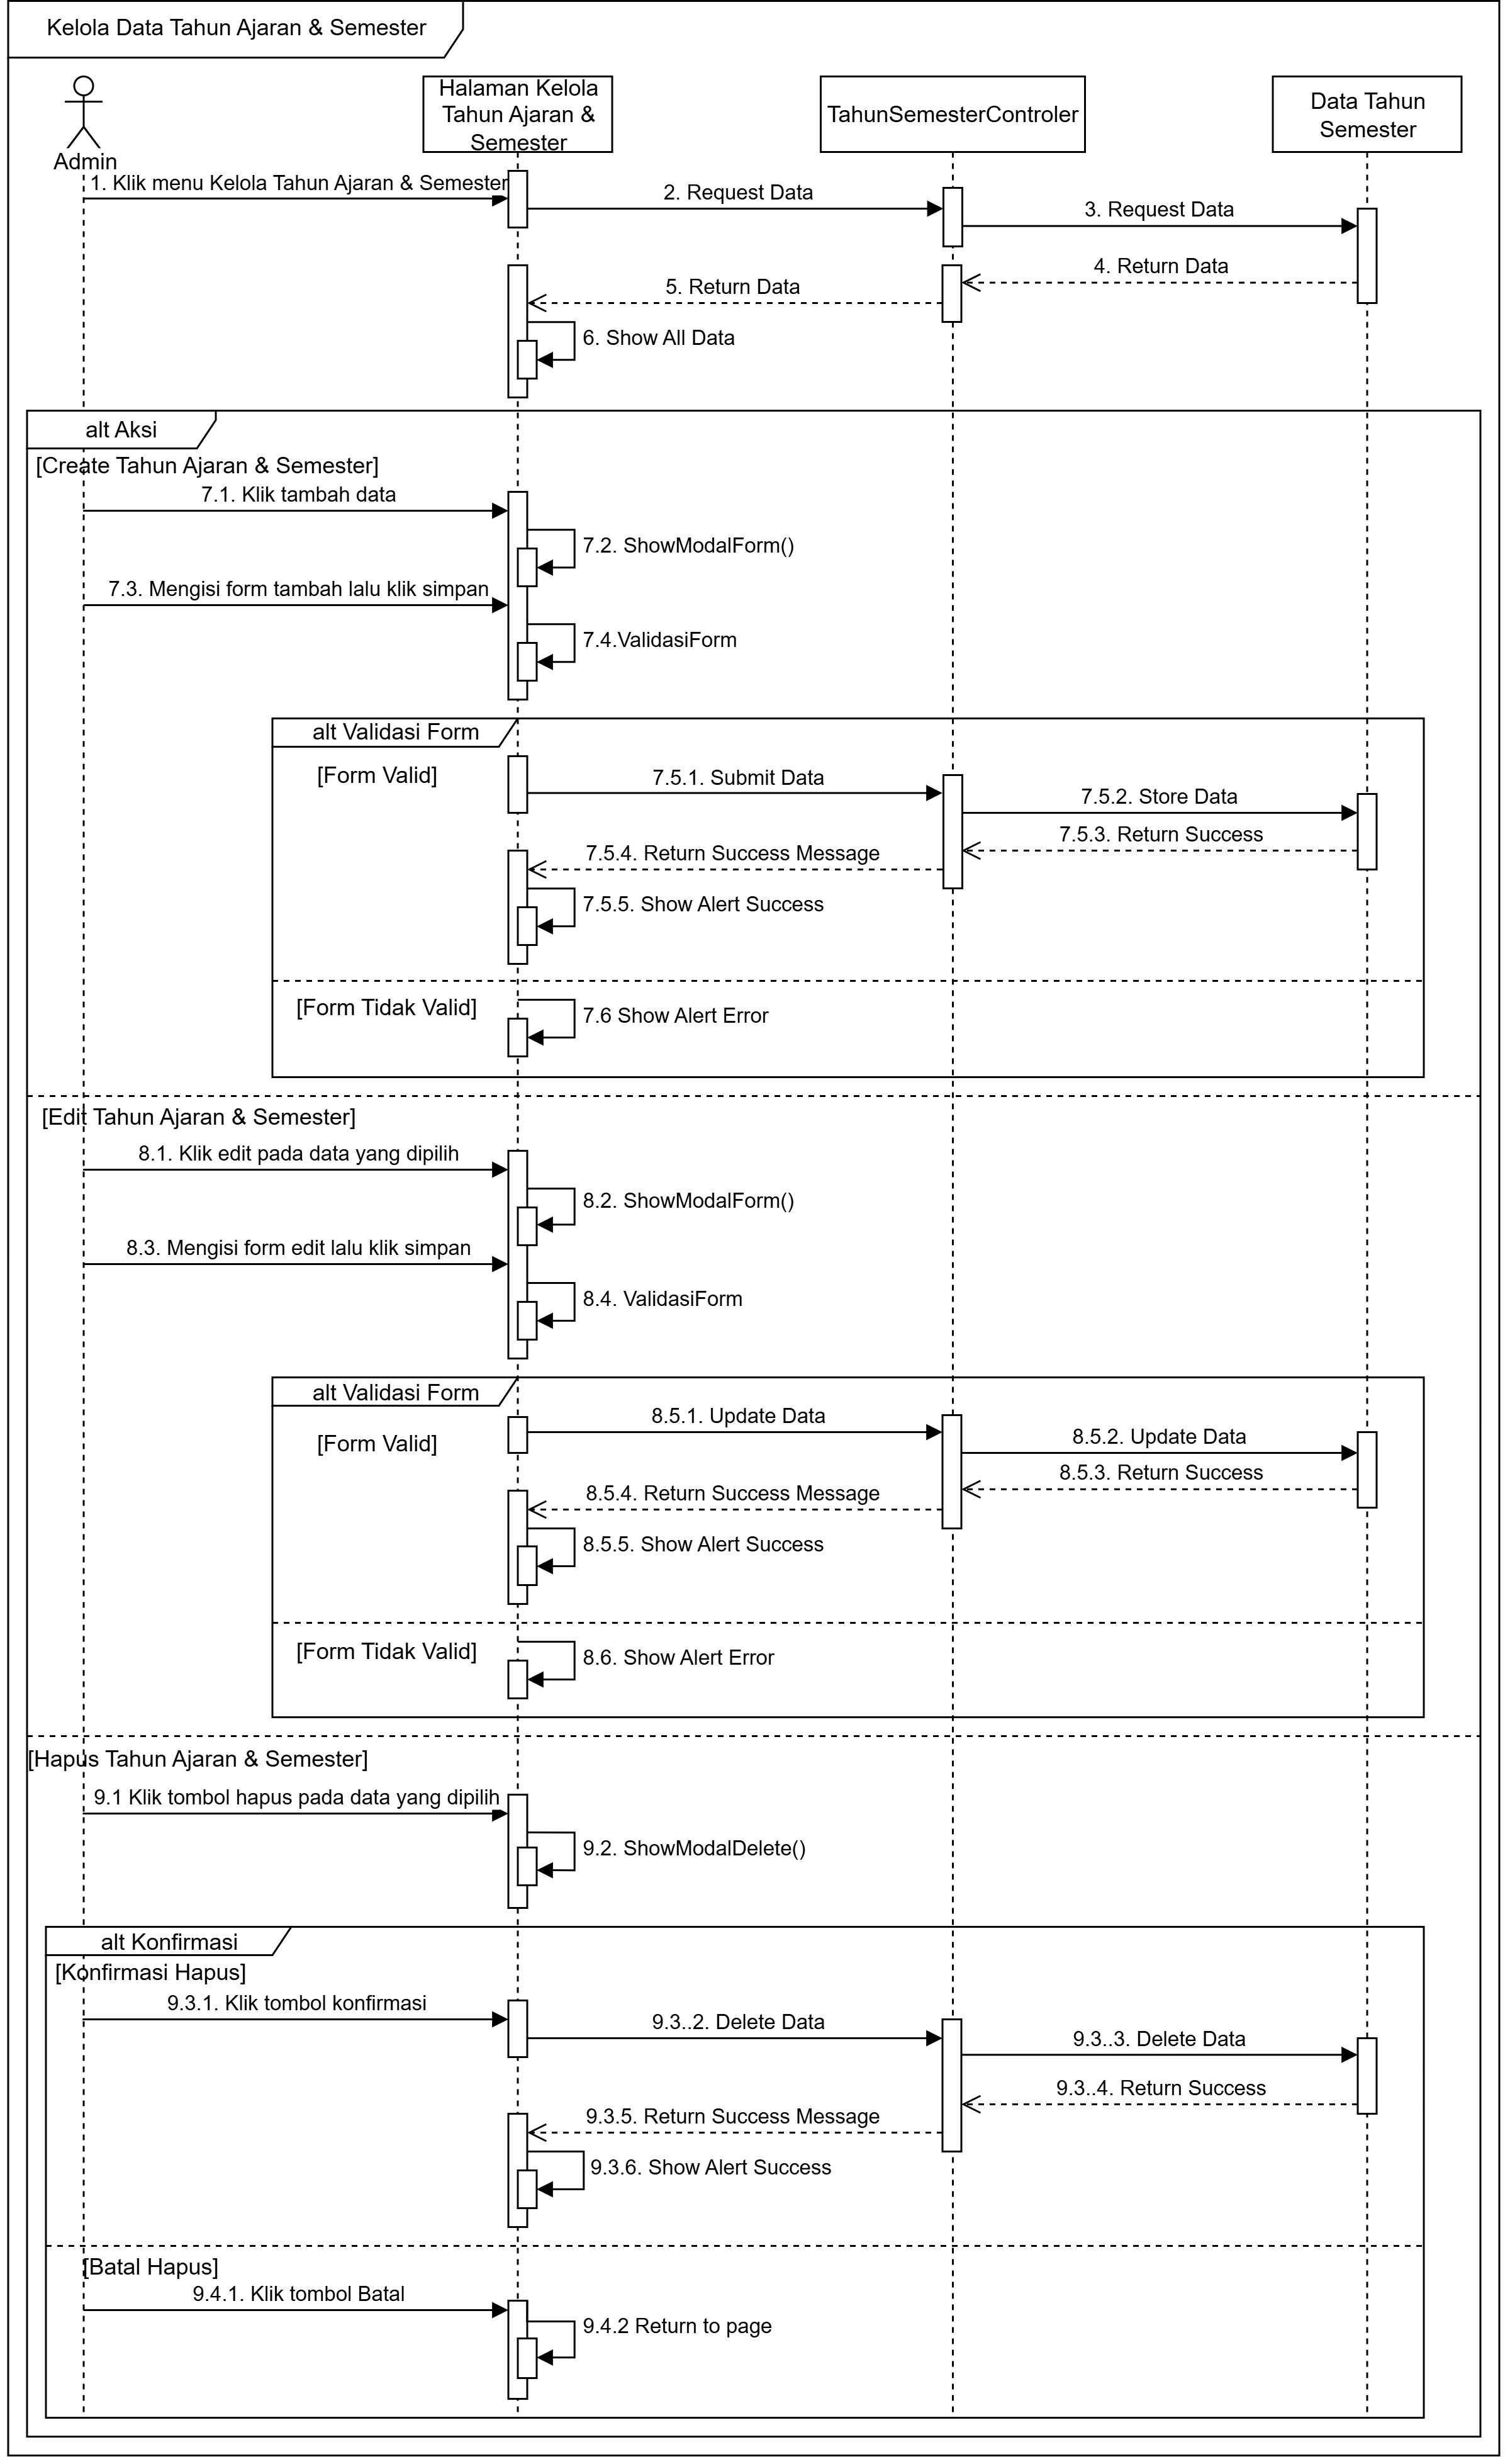 Kelola Data Tahun Ajaran & Semester
Admin
Halaman Kelola
Tahun Ajaran &
Semester
TahunSemesterControler
Data Tahun
Semester
1. Klik menu Kelola Tahun Ajaran & Semester
2. Request Data
3. Request Data
4. Return Data
5. Return Data
6. Show All Data
alt Aksi
[Create Tahun Ajaran & Semester]
7.1. Klik tambah data
7.2. ShowModalForm()
7.3. Mengisi form tambah lalu klik simpan
7.4.ValidasiForm
alt Validasi Form
[Form Valid]
7.5.1. Submit Data
7.5.2. Store Data
7.5.3. Return Success
7.5.4. Return Success Message
7.5.5. Show Alert Success
[Form Tidak Valid]
7.6 Show Alert Error
[Edit Tahun Ajaran & Semester]
8.1. Klik edit pada data yang dipilih
8.2. ShowModalForm()
8.3. Mengisi form edit lalu klik simpan
8.4. ValidasiForm
alt Validasi Form
[Form Valid]
8.5.1. Update Data
8.5.2. Update Data
8.5.3. Return Success
8.5.4. Return Success Message
8.5.5. Show Alert Success
[Form Tidak Valid]
8.6. Show Alert Error
[Hapus Tahun Ajaran & Semester]
9.1 Klik tombol hapus pada data yang dipilih
9.2. ShowModalDelete()
alt Konfirmasi
[Konfirmasi Hapus]
9.3.1. Klik tombol konfirmasi
9.3..2. Delete Data
9.3..3. Delete Data
9.3..4. Return Success
9.3.5. Return Success Message
9.3.6. Show Alert Success
[Batal Hapus]
9.4.1. Klik tombol Batal
9.4.2 Return to page